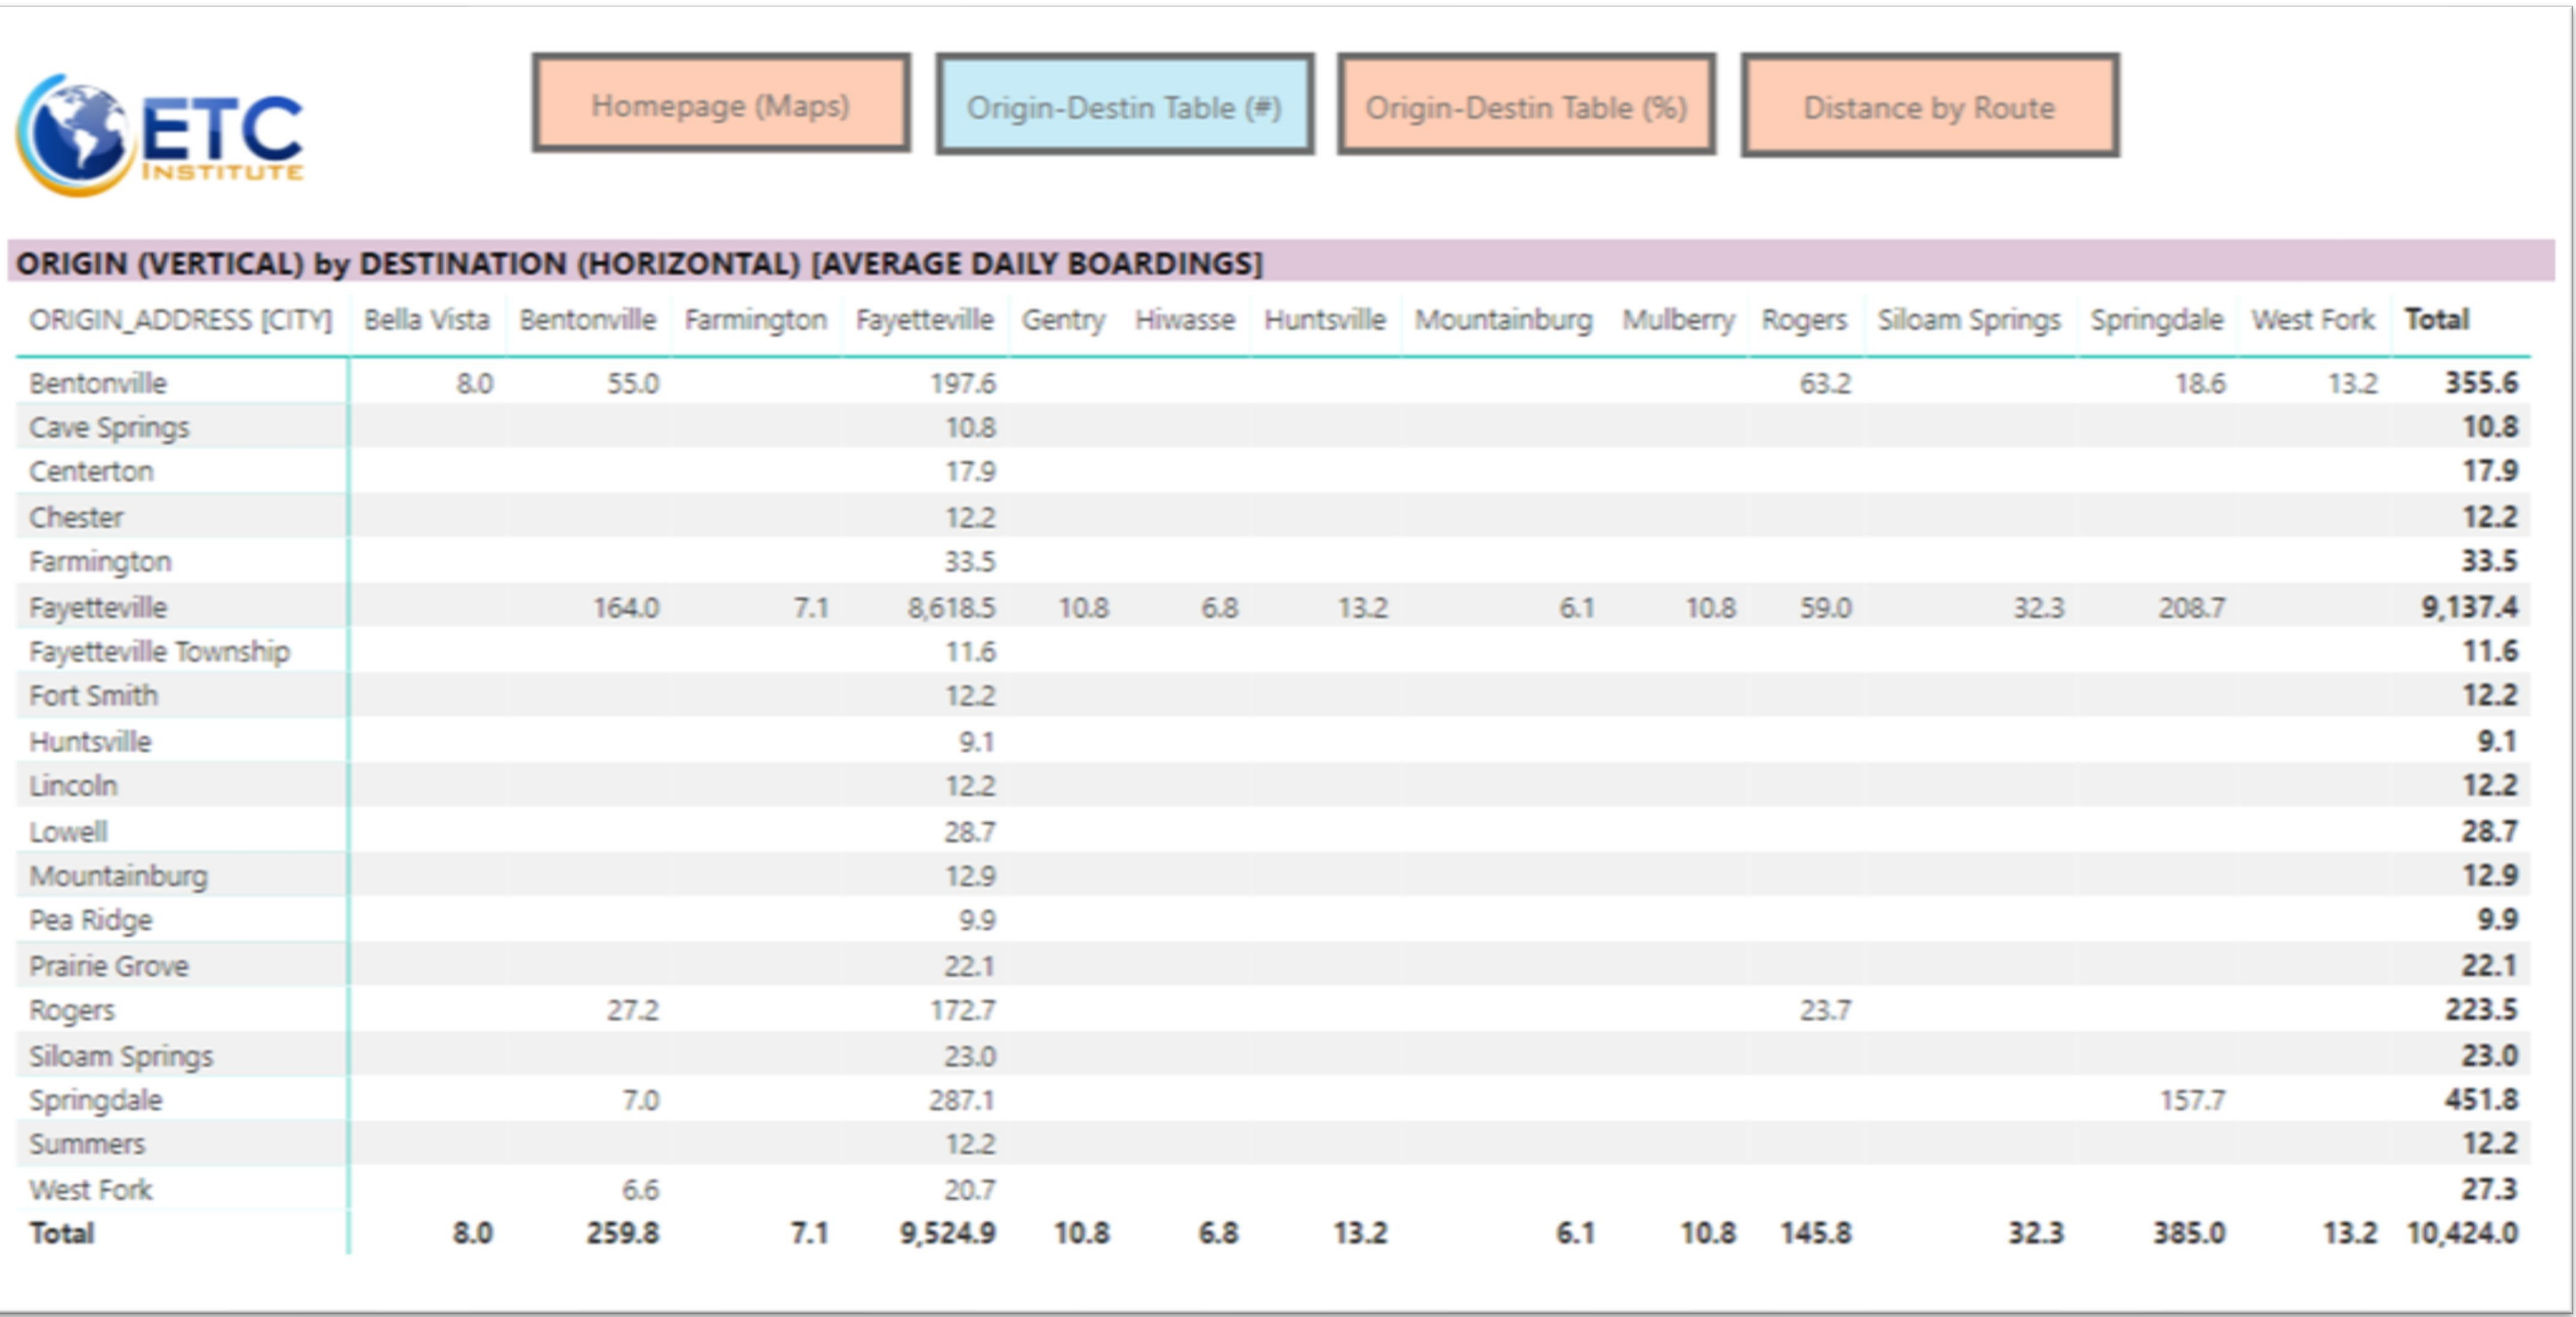 ETC
INSTITUTE
Homepage (Maps) Origin-Destin Table (#) Origin-Destin Table (%) Distance by Route
ORIGIN (VERTICAL) by DESTINATION (HORIZONTAL) [AVERAGE DAILY BOARDINGS]
ORIGIN_ADDRESS [CITY] Bella Vista Bentonville Farmington Fayetteville Gentry Hiwasse Huntsville Mountainburg Mulberry Rogers Siloam Springs Springdale West Fork Total
Bentonville 8.0 55.0 197.6 63.2 18.6 13.2 355.6
Cave Springs 10.8 10.8
Centerton 17.9 17.9
Chester 12.2 12.2
Farmington 33.5 33.5
Fayetteville 164.0 7.1 8,618.5 10.8 6.8 13.2 6.1 10.8 59.0 32.3 208.7 9,137.4
Fayetteville Township 11.6 11.6
Fort Smith 12.2 12.2
Huntsville 9.1 9.1
Lincoln 12.2 12.2
Lowell 28.7 28.7
Mountainburg 12.9 12.9
Pea Ridge 9.9 9.9
Prairie Grove 22.1 22.1
Rogers 27.2 172.7 23.7 223.5
Siloam Springs 23.0 23.0
Springdale 7.0 287.1 157.7 451.8
Summers 12.2 12.2
West Fork 6.6 20.7 27.3
Total 8.0 259.8 7.1 9,524.9 10.8 6.8 13.2 6.1 10.8 145.8 32.3 385.0 13.2 10,424.0